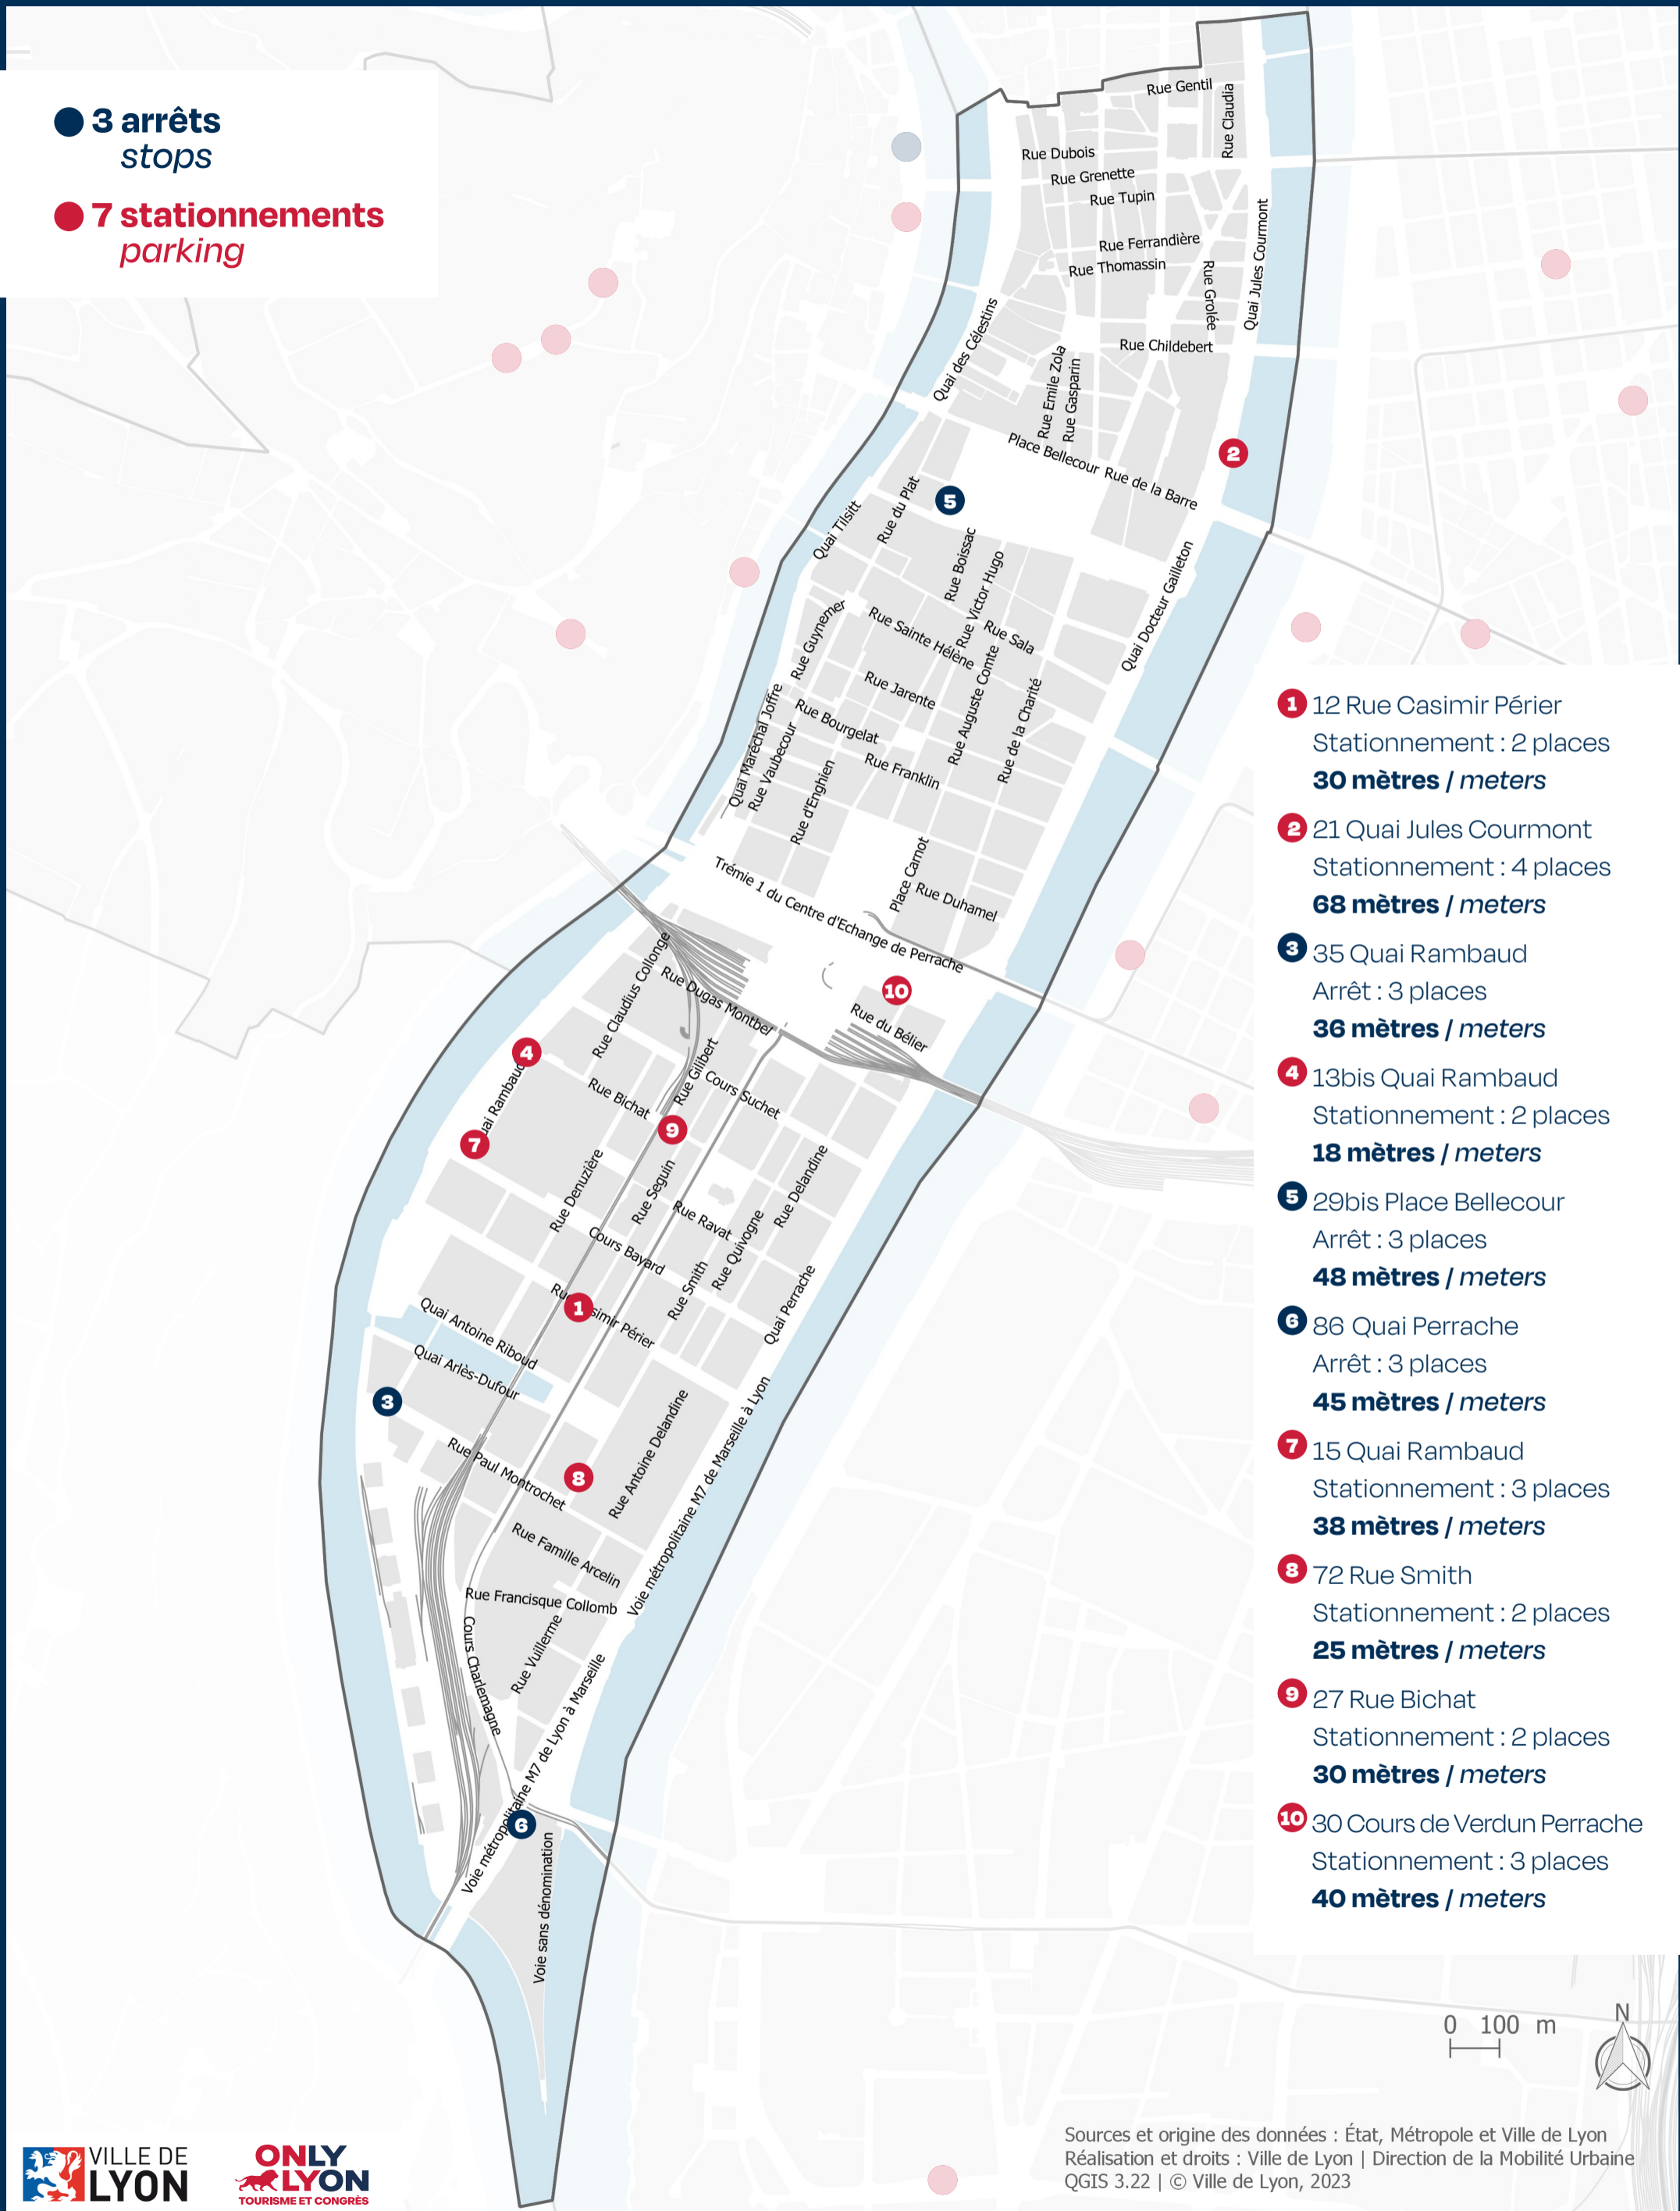 3 arrêts
stops
7 stationnements
parking
Rue Gentil
Rue Claudia
Rue Dubois
Rue Grenette
Rue Tupin
Rue Ferrandière
Rue Thomassin
Rue Grolée
Quai Jules Courmont
Quai des Célestins
Rue Childebert
Rue Emile Zola
Rue Gasparin
Place Bellecour
Rue de la Barre
2
5
Rue du Plat
Quai Tilsitt
Rue Boissac
Rue Victor Hugo
Quai Docteur Gailleton
Rue Guynemer
Rue Sainte Hélène
Rue Sala
Rue Jarente
Rue Auguste Comte
Rue de la Charité
Quai Maréchal Joffre
Rue Vaubecour
Rue Bourgelat
Rue Franklin
Rue d'Enghien
Place Carnot
Rue Duhamel
Trémie 1 du Centre d'Echange de Perrache
Rue Claudius Collonge
Rue Dugas Montbel
10
Rue du Bélier
4
Quai Rambaud
7
Rue Bichat
Rue Gilibert
Cours Suchet
9
Rue Denuzière
Rue Seguin
Rue Ravat
Rue Delandine
Rue Quivogne
Cours Bayard
Rue Smith
Quai Perrache
1
Rue Casimir Périer
Quai Antoine Riboud
Quai Arlès-Dufour
3
Rue Paul Montrochet
8
Rue Antoine Delandine
Voie métropolitaine M7 de Marseille à Lyon
Rue Famille Arcelin
Rue Francisque Collomb
Cours Charlemagne
Rue Vuillerme
Voie métropolitaine M7 de Lyon à Marseille
6
Voie sans dénomination
1 12 Rue Casimir Périer
Stationnement : 2 places
30 mètres / meters
2 21 Quai Jules Courmont
Stationnement : 4 places
68 mètres / meters
3 35 Quai Rambaud
Arrêt : 3 places
36 mètres / meters
4 13bis Quai Rambaud
Stationnement : 2 places
18 mètres / meters
5 29bis Place Bellecour
Arrêt : 3 places
48 mètres / meters
6 86 Quai Perrache
Arrêt : 3 places
45 mètres / meters
7 15 Quai Rambaud
Stationnement : 3 places
38 mètres / meters
8 72 Rue Smith
Stationnement : 2 places
25 mètres / meters
9 27 Rue Bichat
Stationnement : 2 places
30 mètres / meters
10 30 Cours de Verdun Perrache
Stationnement : 3 places
40 mètres / meters
0 100 m
N
Sources et origine des données : État, Métropole et Ville de Lyon
Réalisation et droits : Ville de Lyon | Direction de la Mobilité Urbaine
QGIS 3.22 | © Ville de Lyon, 2023
VILLE DE
LYON
ONLY
LYON
TOURISME ET CONGRÈS